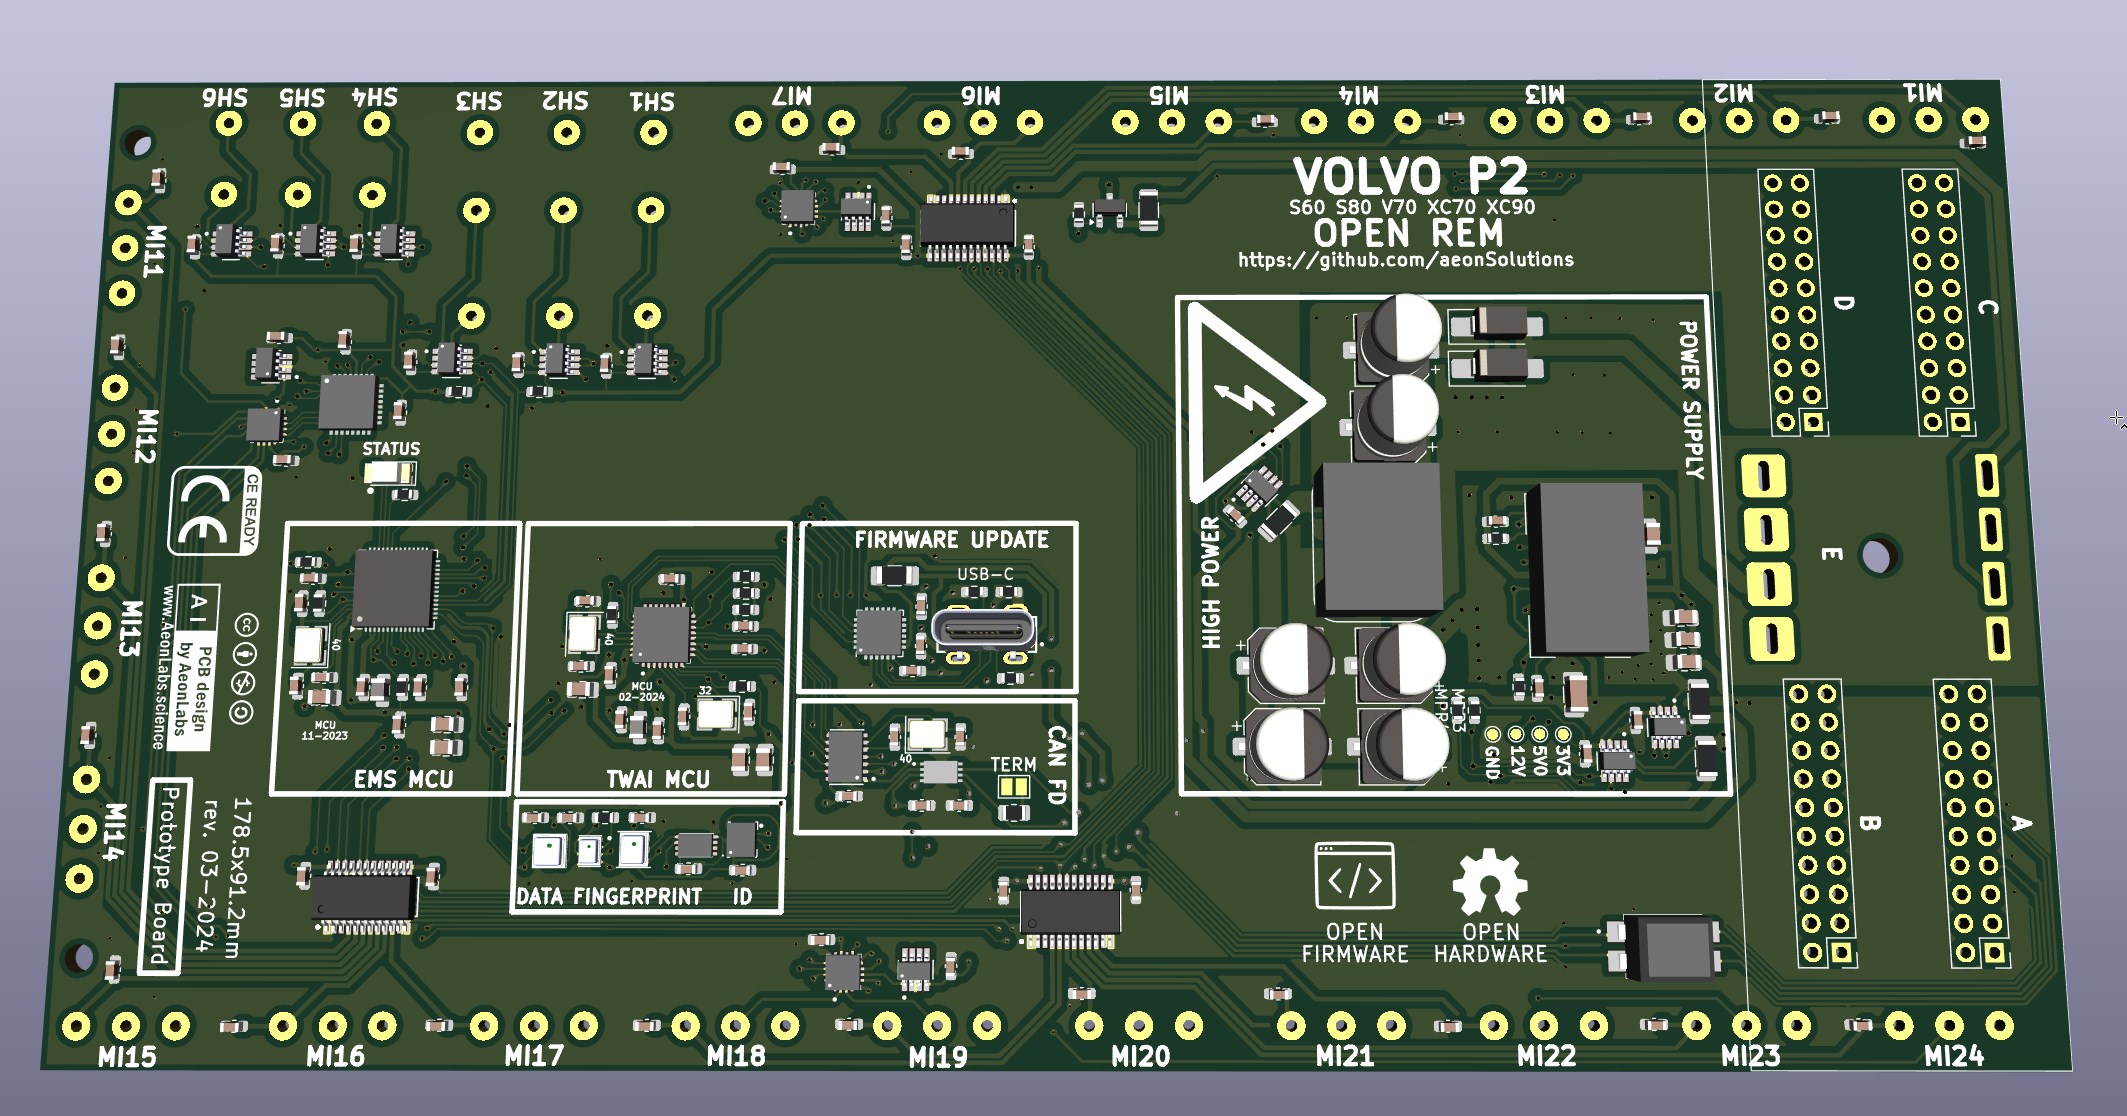 SH6
SH5
SH4
SH3
SH2
SH1
MI7
MI6
MI5
MI4
MI3
MI2
MI1
VOLVO P2
S60 S80 V70 XC70 XC90
OPEN REM
https://github.com/aeonSolutions
MI11
MI12
MI13
MI14
D
C
E
B
A
POWER SUPPLY
HIGH POWER
GND
12V
5V0
3V3
STATUS
CE READY
CE
A I
PCB design
by AeonLabs
www.AeonLabs.science
cc
40
MCU
11-2023
EMS MCU
40
MCU
02-2024
32
TWAI MCU
FIRMWARE UPDATE
USB-C
40
TERM
CAN FD
DATA FINGERPRINT
ID
178.5x91.2mm
rev. 03-2024
Prototype Board
</>
OPEN
FIRMWARE
OPEN
HARDWARE
MI15
MI16
MI17
MI18
MI19
MI20
MI21
MI22
MI23
MI24